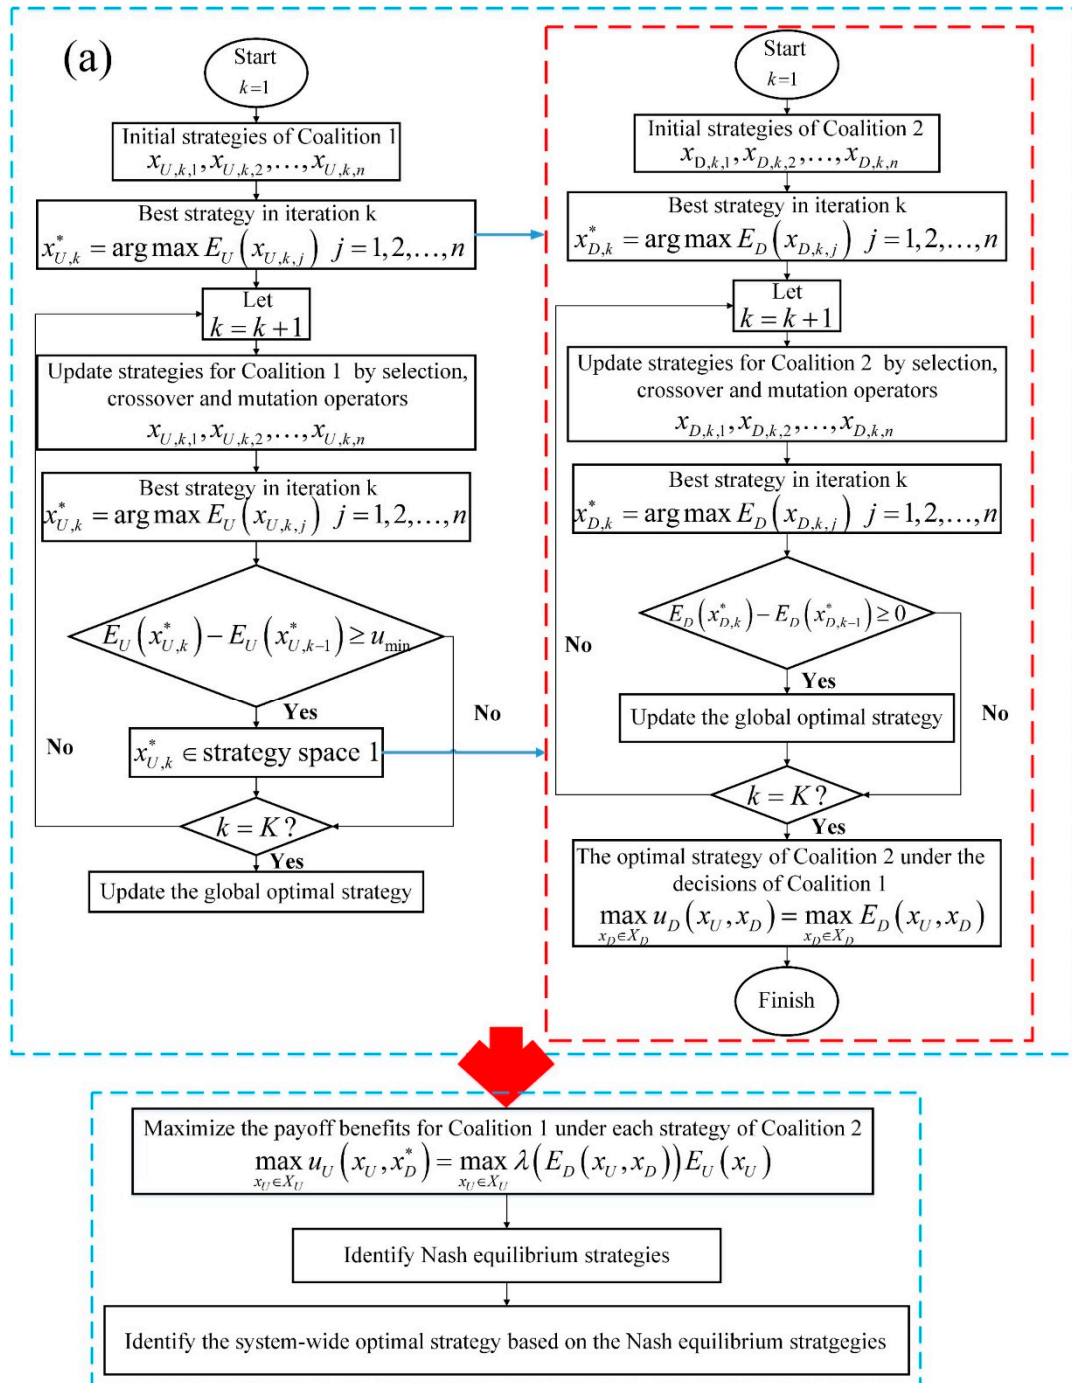 (a)
Start
k=1
Initial strategies of Coalition 1
x_{U,k,1}, x_{U,k,2}, ..., x_{U,k,n}
Best strategy in iteration k
x^*_{U,k} = arg max E_U(x_{U,k,j})  j = 1, 2, ..., n
Let
k = k + 1
Update strategies for Coalition 1 by selection,
crossover and mutation operators
x_{U,k,1}, x_{U,k,2}, ..., x_{U,k,n}
Best strategy in iteration k
x^*_{U,k} = arg max E_U(x_{U,k,j})  j = 1, 2, ..., n
E_U(x^*_{U,k}) − E_U(x^*_{U,k−1}) ≥ u_min
Yes
No
No
x^*_{U,k} ∈ strategy space 1
k = K ?
Yes
Update the global optimal strategy
Start
k=1
Initial strategies of Coalition 2
x_{D,k,1}, x_{D,k,2}, ..., x_{D,k,n}
Best strategy in iteration k
x^*_{D,k} = arg max E_D(x_{D,k,j})  j = 1, 2, ..., n
Let
k = k + 1
Update strategies for Coalition 2 by selection,
crossover and mutation operators
x_{D,k,1}, x_{D,k,2}, ..., x_{D,k,n}
Best strategy in iteration k
x^*_{D,k} = arg max E_D(x_{D,k,j})  j = 1, 2, ..., n
E_D(x^*_{D,k}) − E_D(x^*_{D,k−1}) ≥ 0
No
Yes
Update the global optimal strategy
No
k = K ?
Yes
The optimal strategy of Coalition 2 under the
decisions of Coalition 1
max_{x_D∈X_D} u_D(x_U, x_D) = max_{x_D∈X_D} E_D(x_U, x_D)
Finish
Maximize the payoff benefits for Coalition 1 under each strategy of Coalition 2
max_{x_U∈X_U} u_U(x_U, x^*_D) = max_{x_U∈X_U} λ(E_D(x_U, x_D))E_U(x_U)
Identify Nash equilibrium strategies
Identify the system-wide optimal strategy based on the Nash equilibrium stratgegies